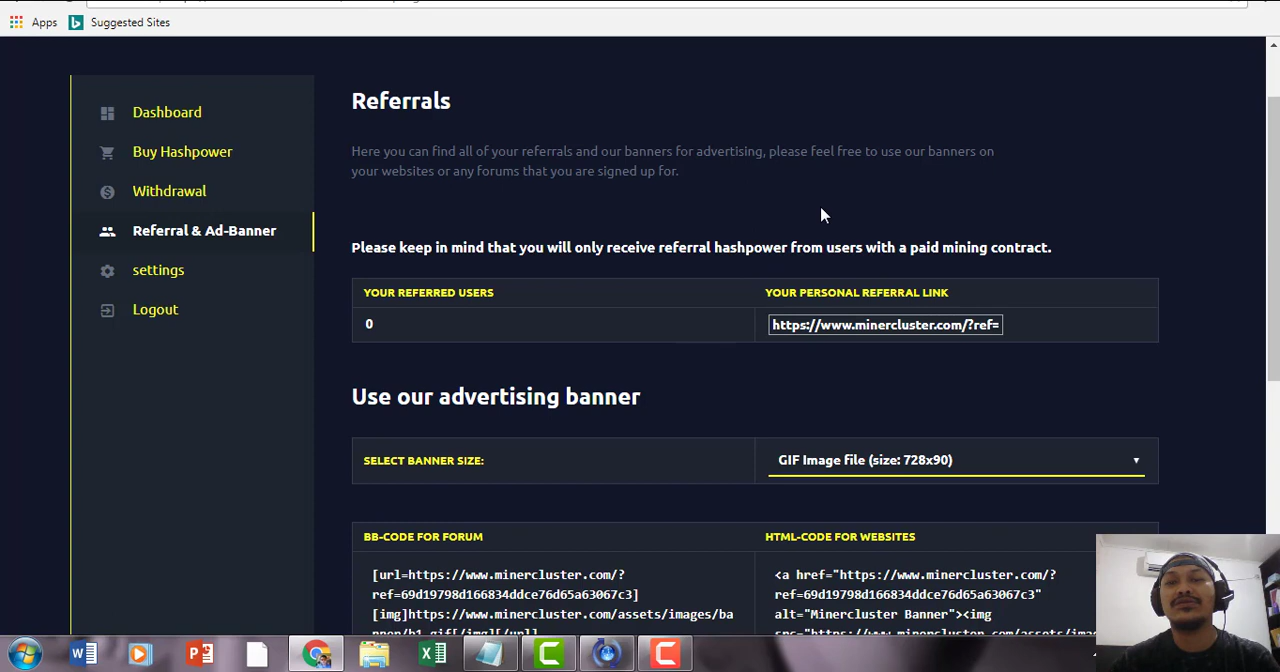 Apps
Suggested Sites
Dashboard
Buy Hashpower
Withdrawal
Referral & Ad-Banner
settings
Logout
Referrals
Here you can find all of your referrals and our banners for advertising, please feel free to use our banners on
your websites or any forums that you are signed up for.
Please keep in mind that you will only receive referral hashpower from users with a paid mining contract.
YOUR REFERRED USERS
YOUR PERSONAL REFERRAL LINK
0
https://www.minercluster.com/?ref=
Use our advertising banner
SELECT BANNER SIZE:
GIF Image file (size: 728x90)
BB-CODE FOR FORUM
HTML-CODE FOR WEBSITES
[url=https://www.minercluster.com/?
ref=69d19798d166834ddce76d65a63067c3]
[img]https://www.minercluster.com/assets/images/ba
<a href="https://www.minercluster.com/?
ref=69d19798d166834ddce76d65a63067c3"
alt="Minercluster Banner"><img